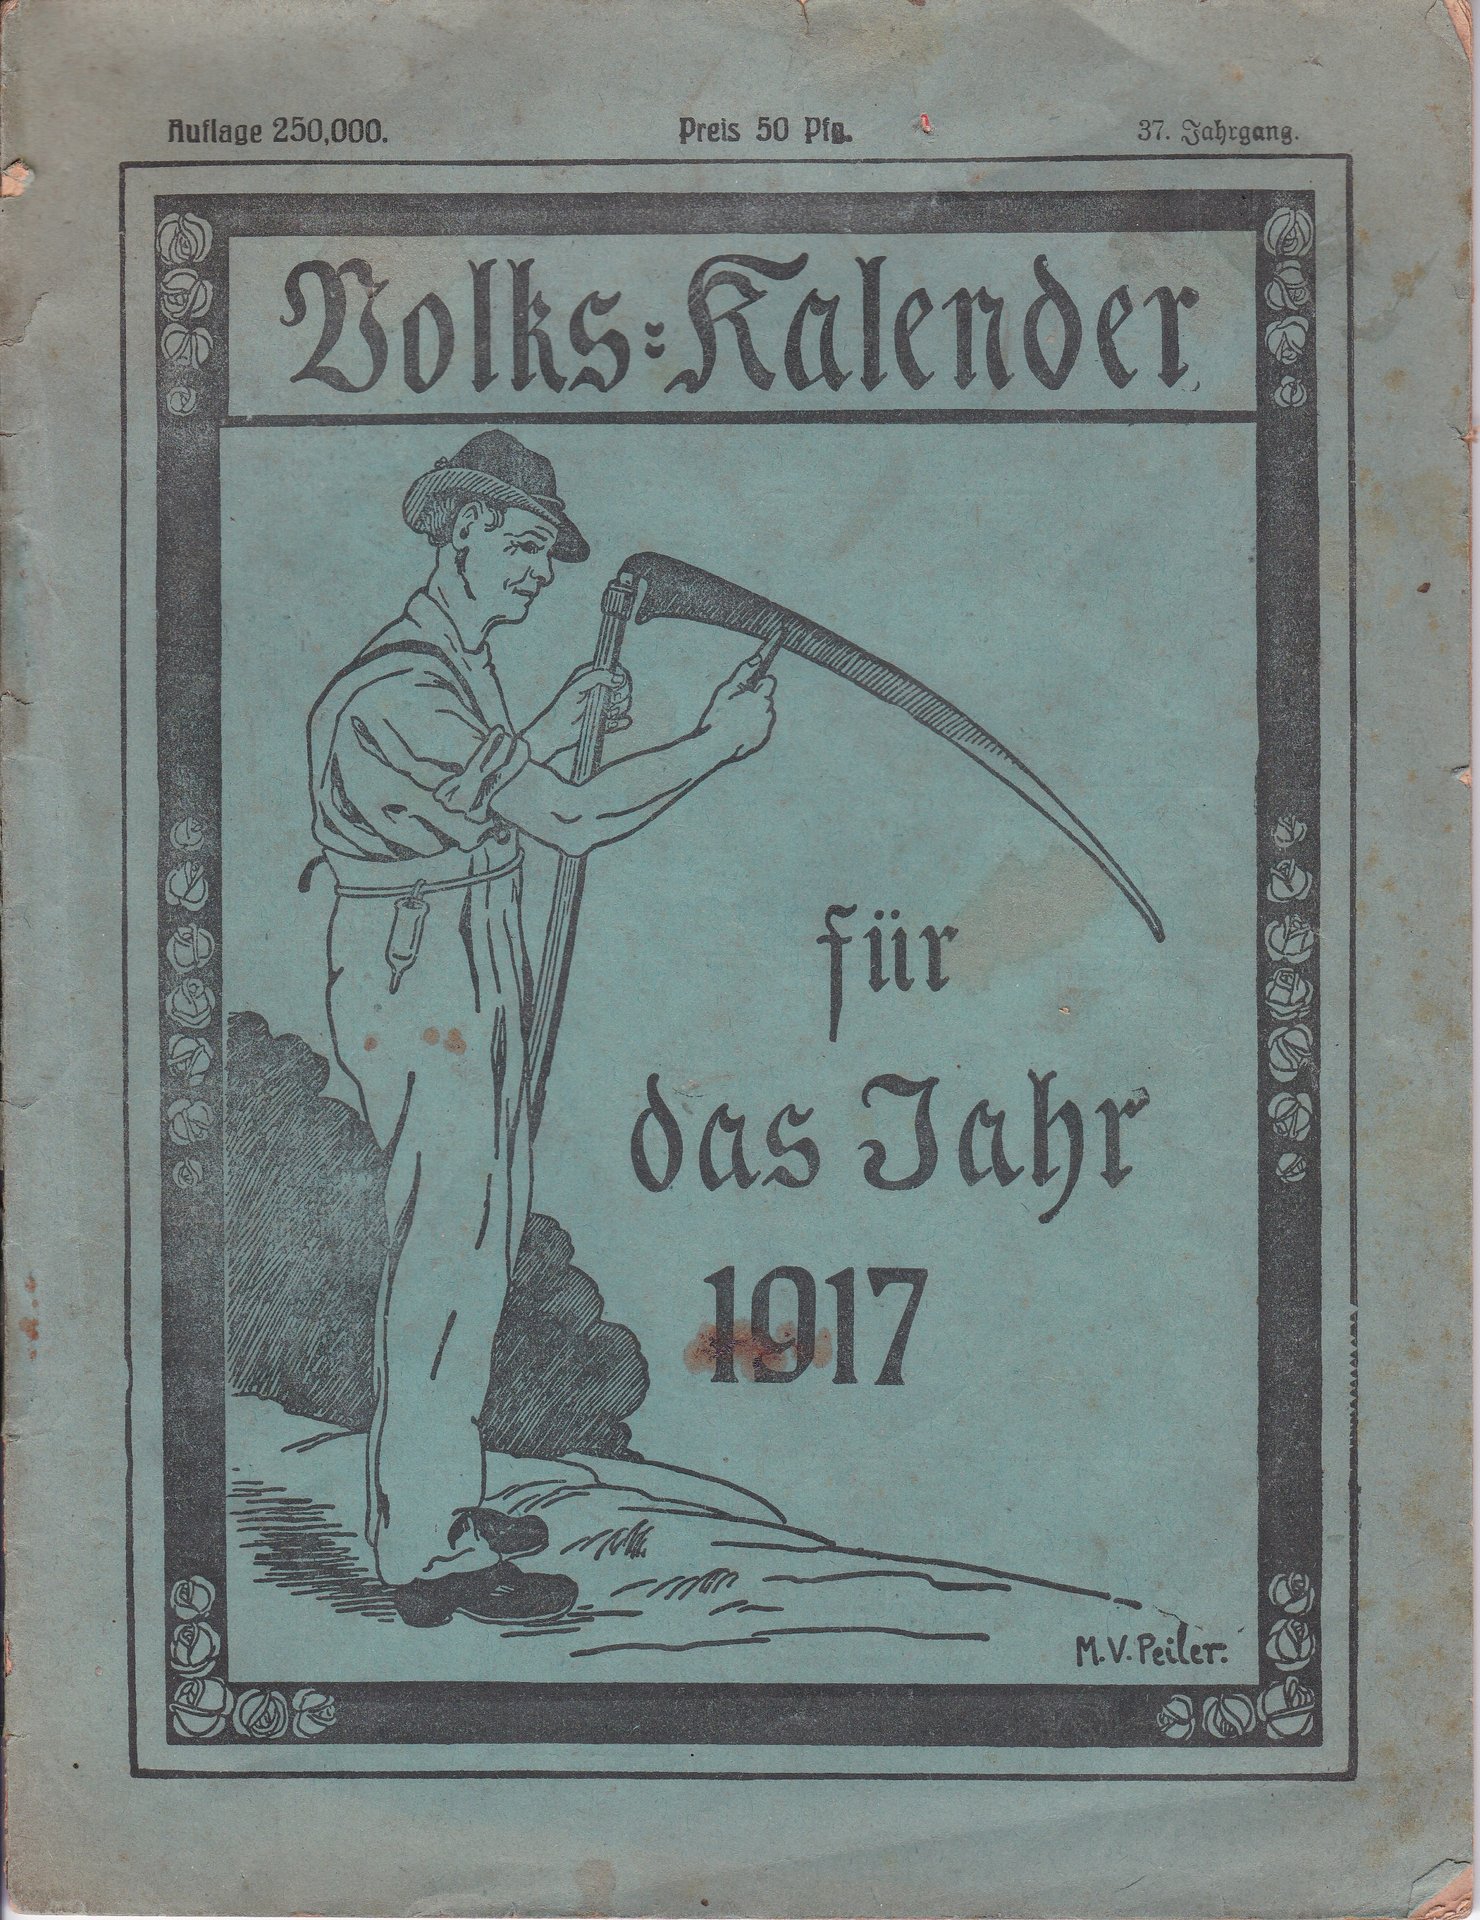 Auflage 250,000.
Preis 50 Pfg.
37. Jahrgang.
Volks-Kalender
für
das Jahr
1917
M.V.Peiler.